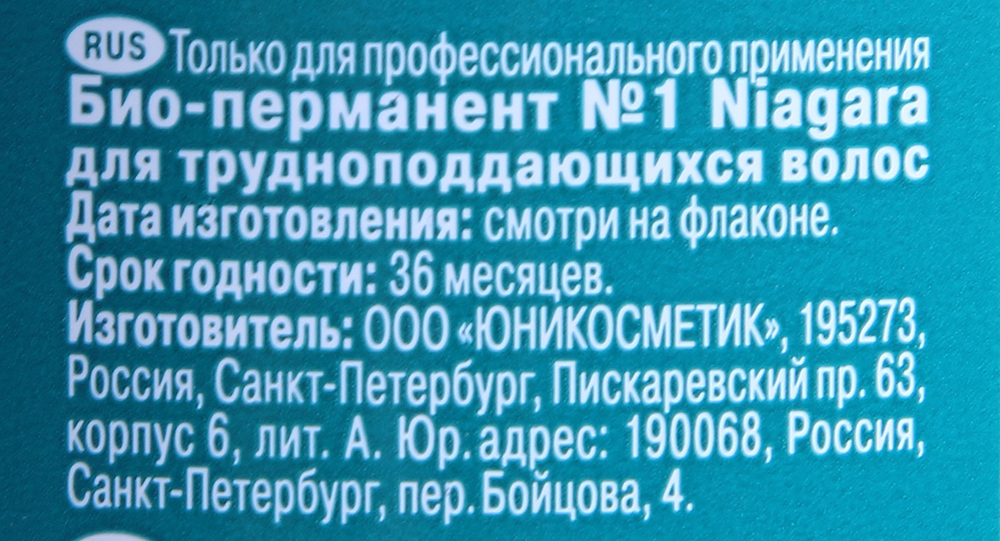 RUS Только для профессионального применения
Био-перманент №1 Niagara
для трудноподдающихся волос
Дата изготовления: смотри на флаконе.
Срок годности: 36 месяцев.
Изготовитель: ООО «ЮНИКОСМЕТИК», 195273,
Россия, Санкт-Петербург, Пискаревский пр. 63,
корпус 6, лит. А. Юр. адрес: 190068, Россия,
Санкт-Петербург, пер. Бойцова, 4.